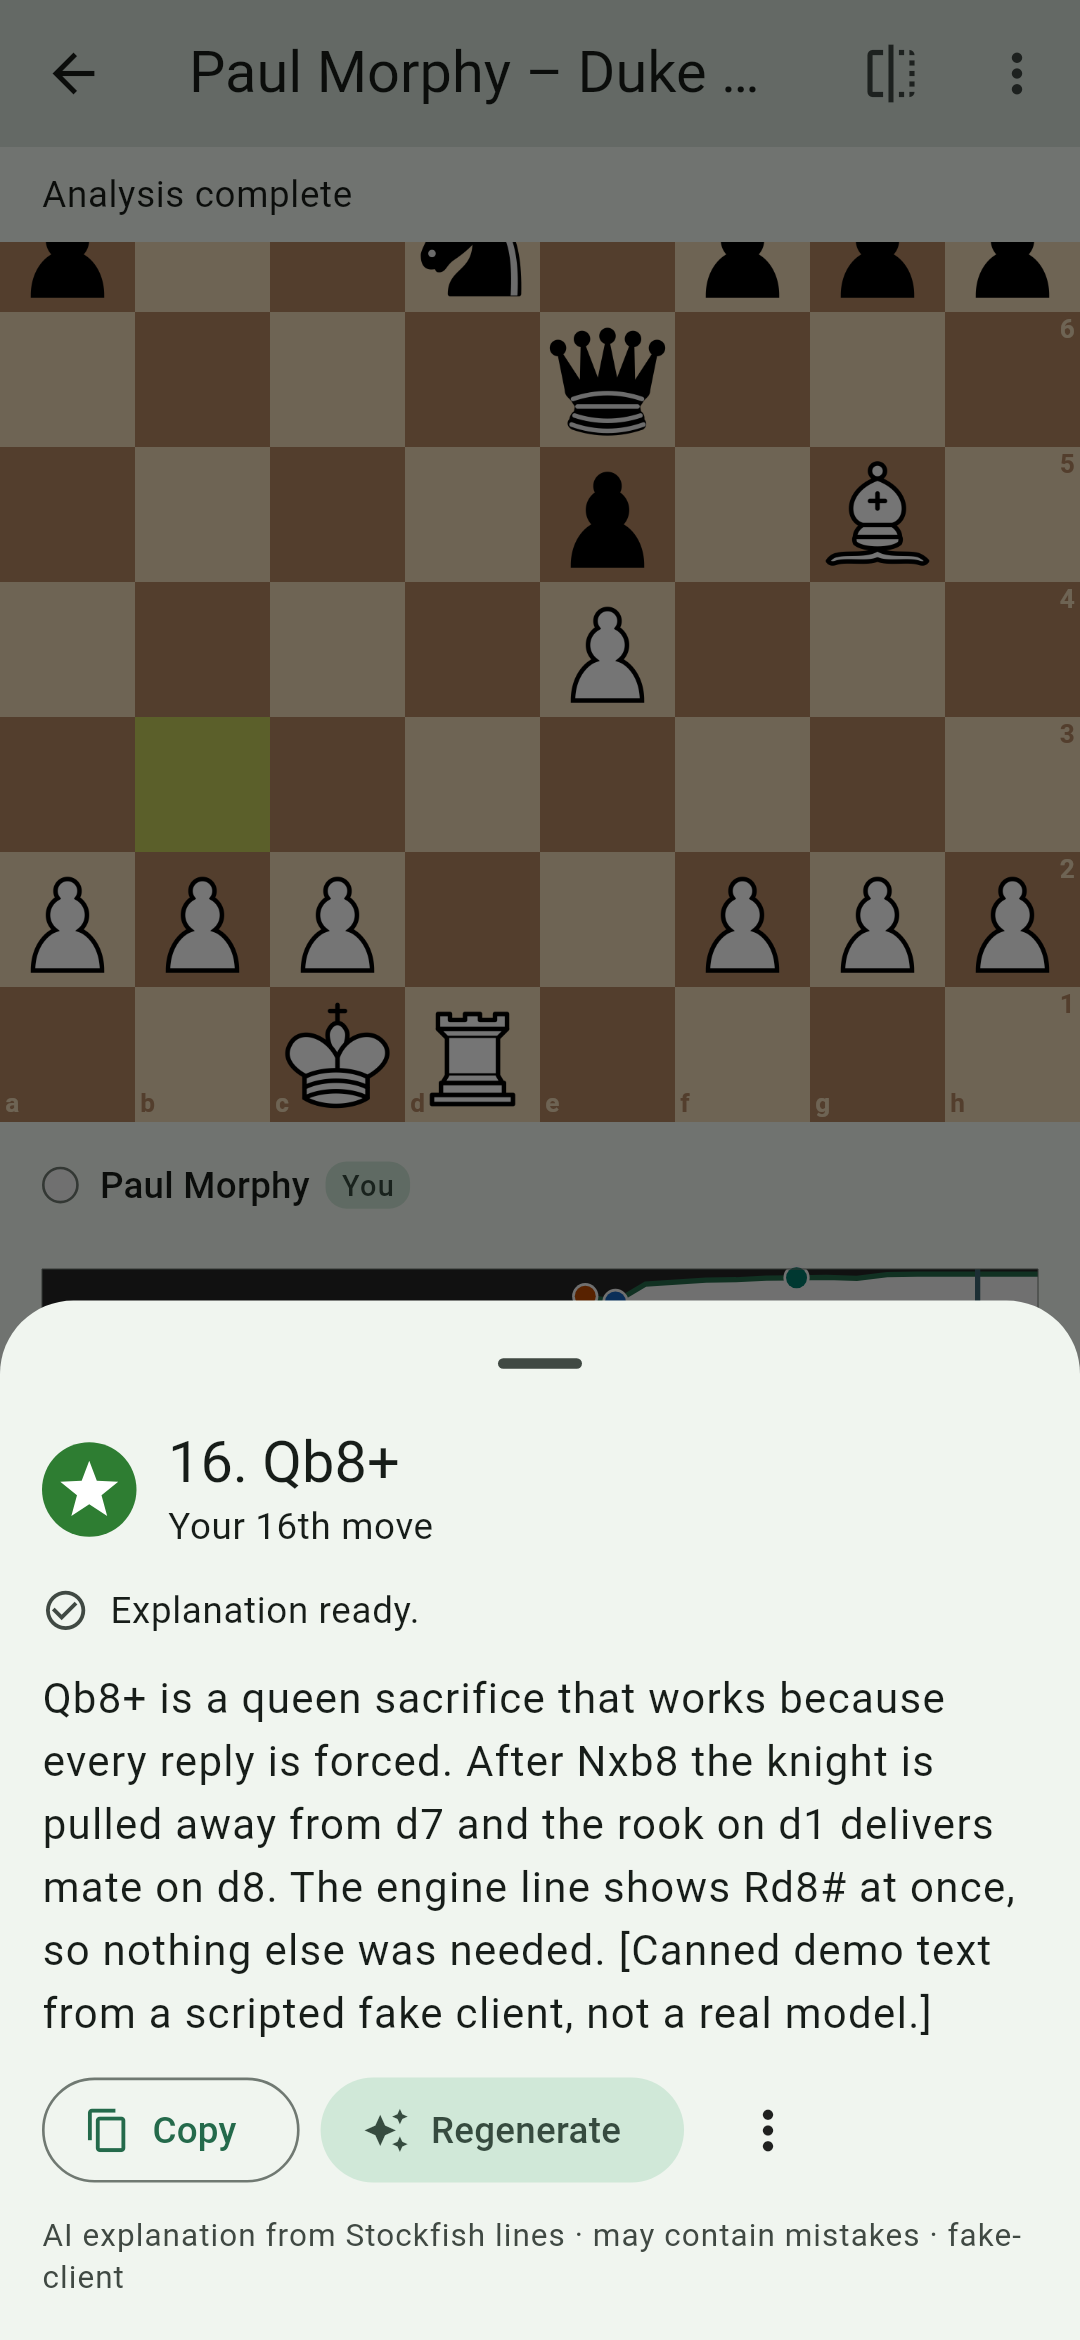 Paul Morphy – Duke ...
Analysis complete
6
5
4
3
2
1
a b c d e f g h
Paul Morphy You
16. Qb8+
Your 16th move
Explanation ready.
Qb8+ is a queen sacrifice that works because
every reply is forced. After Nxb8 the knight is
pulled away from d7 and the rook on d1 delivers
mate on d8. The engine line shows Rd8# at once,
so nothing else was needed. [Canned demo text
from a scripted fake client, not a real model.]
Copy Regenerate
AI explanation from Stockfish lines · may contain mistakes · fake-
client